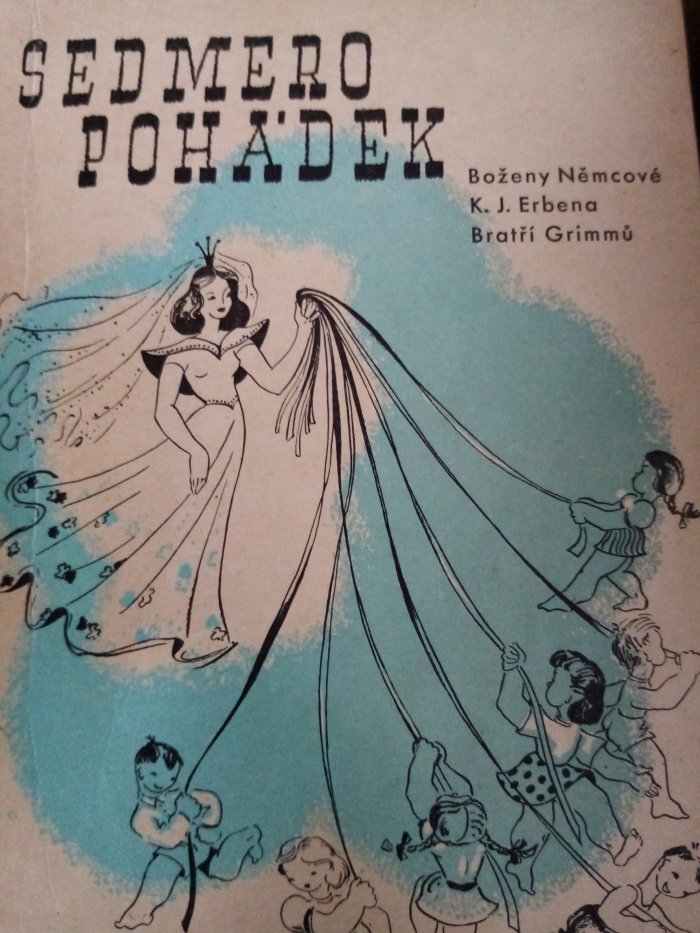 SEDMERO
POHÁDEK
Boženy Němcové
K. J. Erbena
Bratří Grimmů